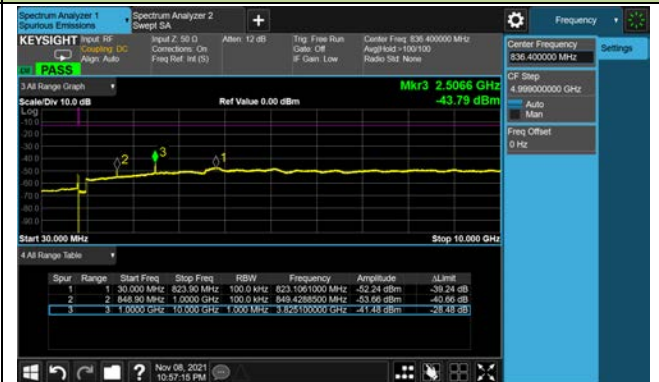 Spectrum Analyzer 1
Spurious Emissions
Spectrum Analyzer 2
Swept SA
+
Frequency
KEYSIGHT
Input: RF
Coupling: DC
Align: Auto
Input Z: 50 Ω
Corrections: On
Freq Ref: Int (S)
Atten: 12 dB
Trig: Free Run
Gate: Off
IF Gain: Low
Center Freq: 836.400000 MHz
Avg|Hold:>100/100
Radio Std: None
PASS
Center Frequency
836.400000 MHz
Settings
CF Step
4.999000000 GHz
Auto
Man
Freq Offset
0 Hz
3 All Range Graph
Mkr3 2.5066 GHz
Scale/Div 10.0 dB
Ref Value 0.00 dBm
-43.79 dBm
Log
-10.0
-20.0
-30.0
-40.0
-50.0
-60.0
-70.0
-80.0
-90.0
2
3
1
Start 30.000 MHz
Stop 10.000 GHz
4 All Range Table
Spur Range Start Freq Stop Freq RBW Frequency Amplitude ΔLimit
1 1 30.000 MHz 823.90 MHz 100.0 kHz 823.1061000 MHz -52.24 dBm -39.24 dB
2 2 848.90 MHz 1.0000 GHz 100.0 kHz 849.4288500 MHz -53.66 dBm -40.66 dB
3 3 1.0000 GHz 10.000 GHz 1.000 MHz 3.825100000 GHz -41.48 dBm -28.48 dB
?
Nov 08, 2021
10:57:15 PM